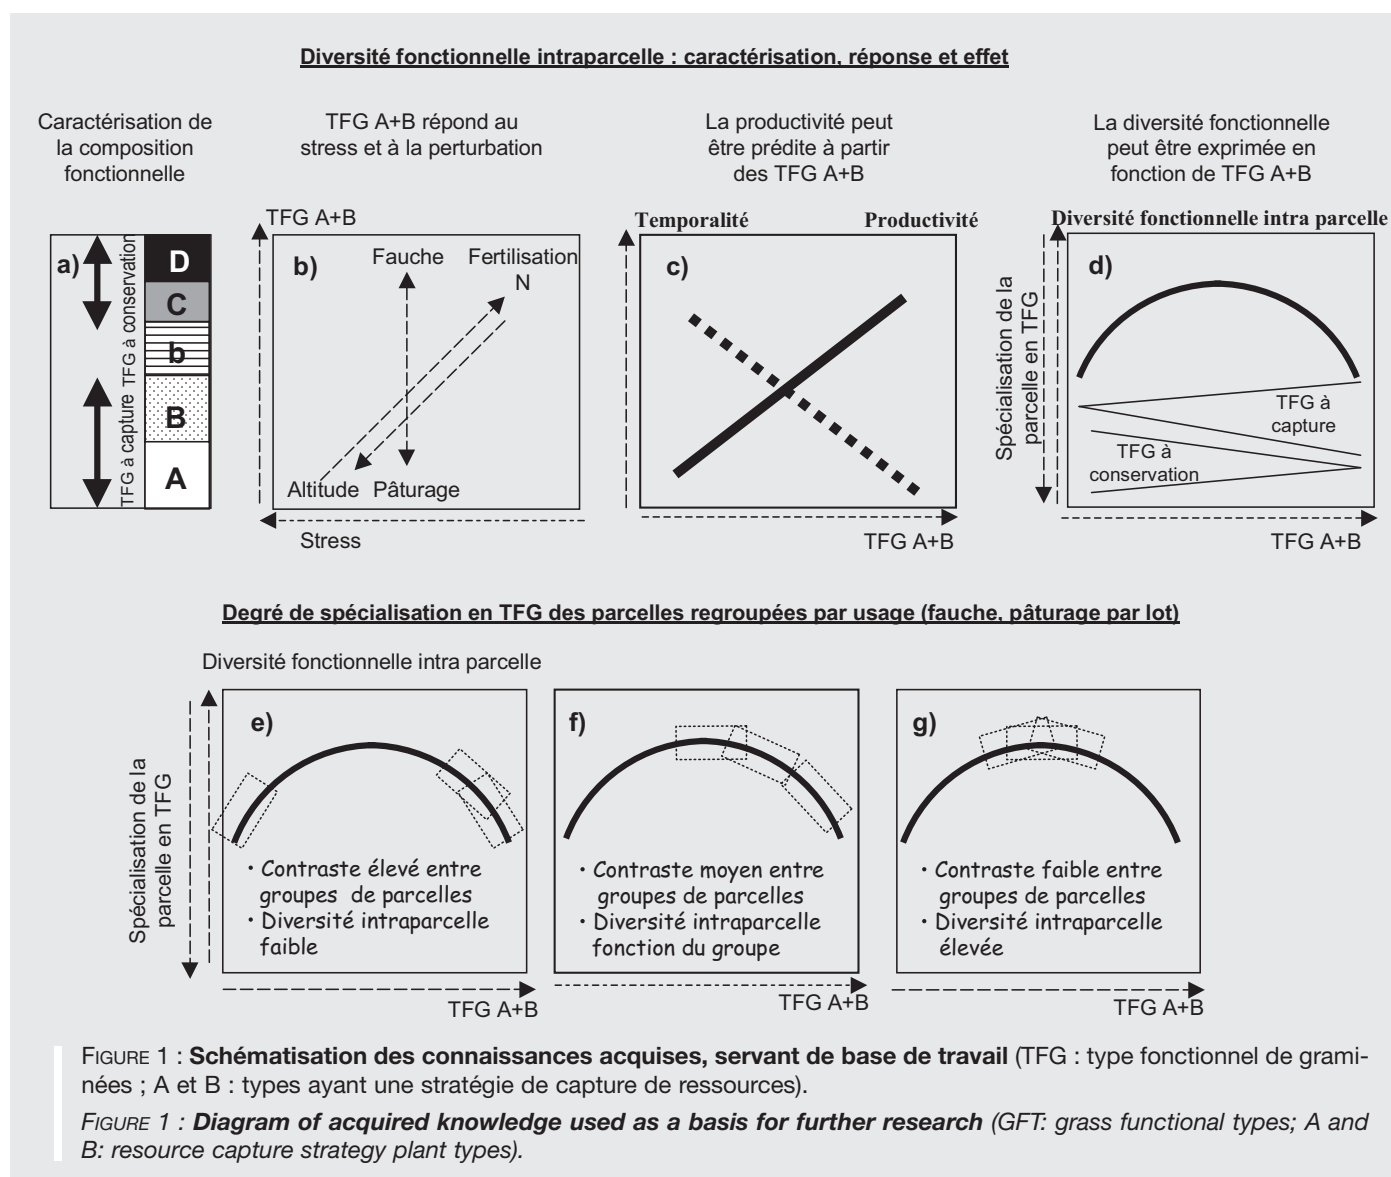 Diversité fonctionnelle intraparcelle : caractérisation, réponse et effet
Caractérisation de
la composition
fonctionnelle
TFG A+B répond au
stress et à la perturbation
La productivité peut
être prédite à partir
des TFG A+B
La diversité fonctionnelle
peut être exprimée en
fonction de TFG A+B
a)
TFG à capture
TFG à conservation
D
C
b
B
A
TFG A+B
b)
Fauche
Fertilisation
N
Altitude
Pâturage
Stress
Temporalité
Productivité
c)
TFG A+B
Diversité fonctionnelle intra parcelle
Spécialisation de la
parcelle en TFG
d)
TFG à
capture
TFG à
conservation
TFG A+B
Degré de spécialisation en TFG des parcelles regroupées par usage (fauche, pâturage par lot)
Diversité fonctionnelle intra parcelle
Spécialisation de la
parcelle en TFG
e)
• Contraste élevé entre
groupes de parcelles
• Diversité intraparcelle
faible
TFG A+B
f)
• Contraste moyen entre
groupes de parcelles
• Diversité intraparcelle
fonction du groupe
TFG A+B
g)
• Contraste faible entre
groupes de parcelles
• Diversité intraparcelle
élevée
TFG A+B
FIGURE 1 : Schématisation des connaissances acquises, servant de base de travail (TFG : type fonctionnel de grami-
nées ; A et B : types ayant une stratégie de capture de ressources).
FIGURE 1 : Diagram of acquired knowledge used as a basis for further research (GFT: grass functional types; A and
B: resource capture strategy plant types).